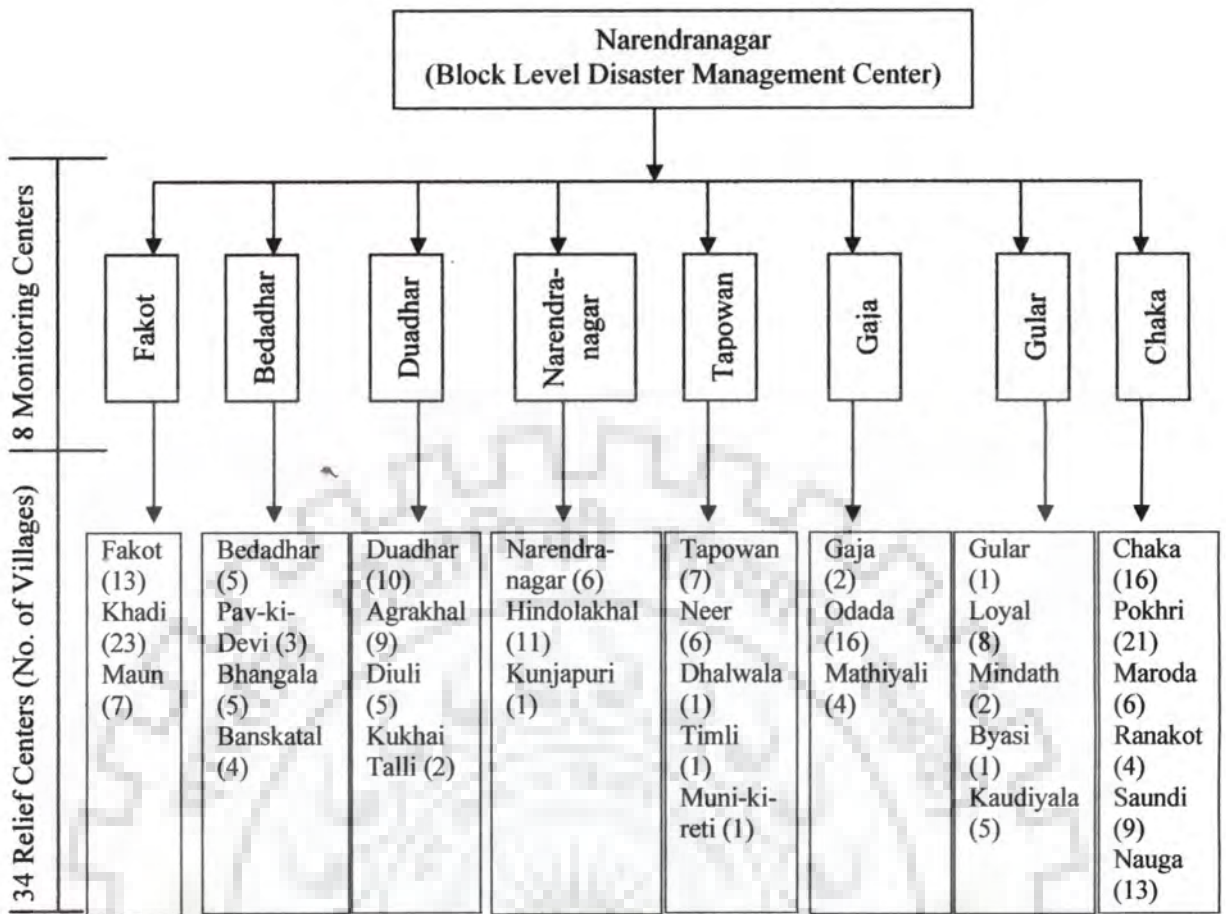 Narendranagar
(Block Level Disaster Management Center)
8 Monitoring Centers
Fakot
Bedadhar
Duadhar
Narendra-
nagar
Tapowan
Gaja
Gular
Chaka
34 Relief Centers (No. of Villages)
Fakot
(13)
Khadi
(23)
Maun
(7)
Bedadhar
(5)
Pav-ki-
Devi (3)
Bhangala
(5)
Banskatal
(4)
Duadhar
(10)
Agrakhal
(9)
Diuli
(5)
Kukhai
Talli (2)
Narendra-
nagar (6)
Hindolakhal
(11)
Kunjapuri
(1)
Tapowan
(7)
Neer
(6)
Dhalwala
(1)
Timli
(1)
Muni-ki-
reti (1)
Gaja
(2)
Odada
(16)
Mathiyali
(4)
Gular
(1)
Loyal
(8)
Mindath
(2)
Byasi
(1)
Kaudiyala
(5)
Chaka
(16)
Pokhri
(21)
Maroda
(6)
Ranakot
(4)
Saundi
(9)
Nauga
(13)